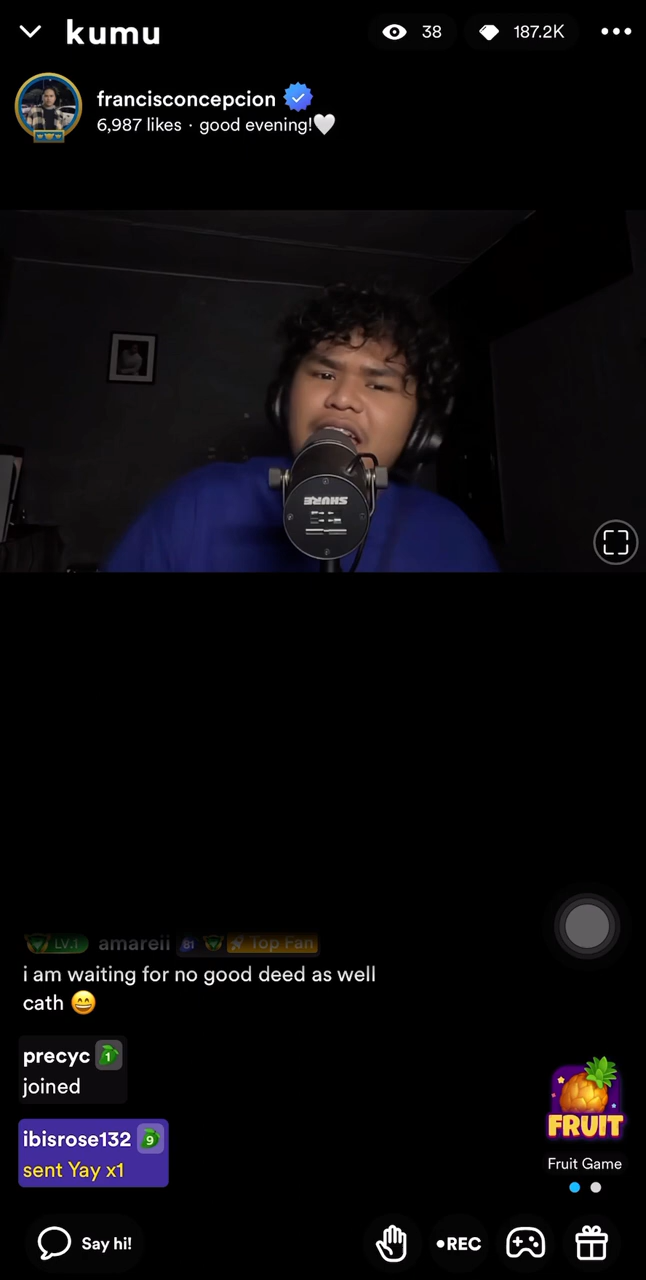 kumu
38
187.2K
francisconcepcion
6,987 likes · good evening!🤍
SHURE
LV.1 amareii 61 Top Fan
i am waiting for no good deed as well
cath 😄
precyc 1
joined
ibisrose132 9
sent Yay x1
FRUIT
Fruit Game
Say hi!
•REC